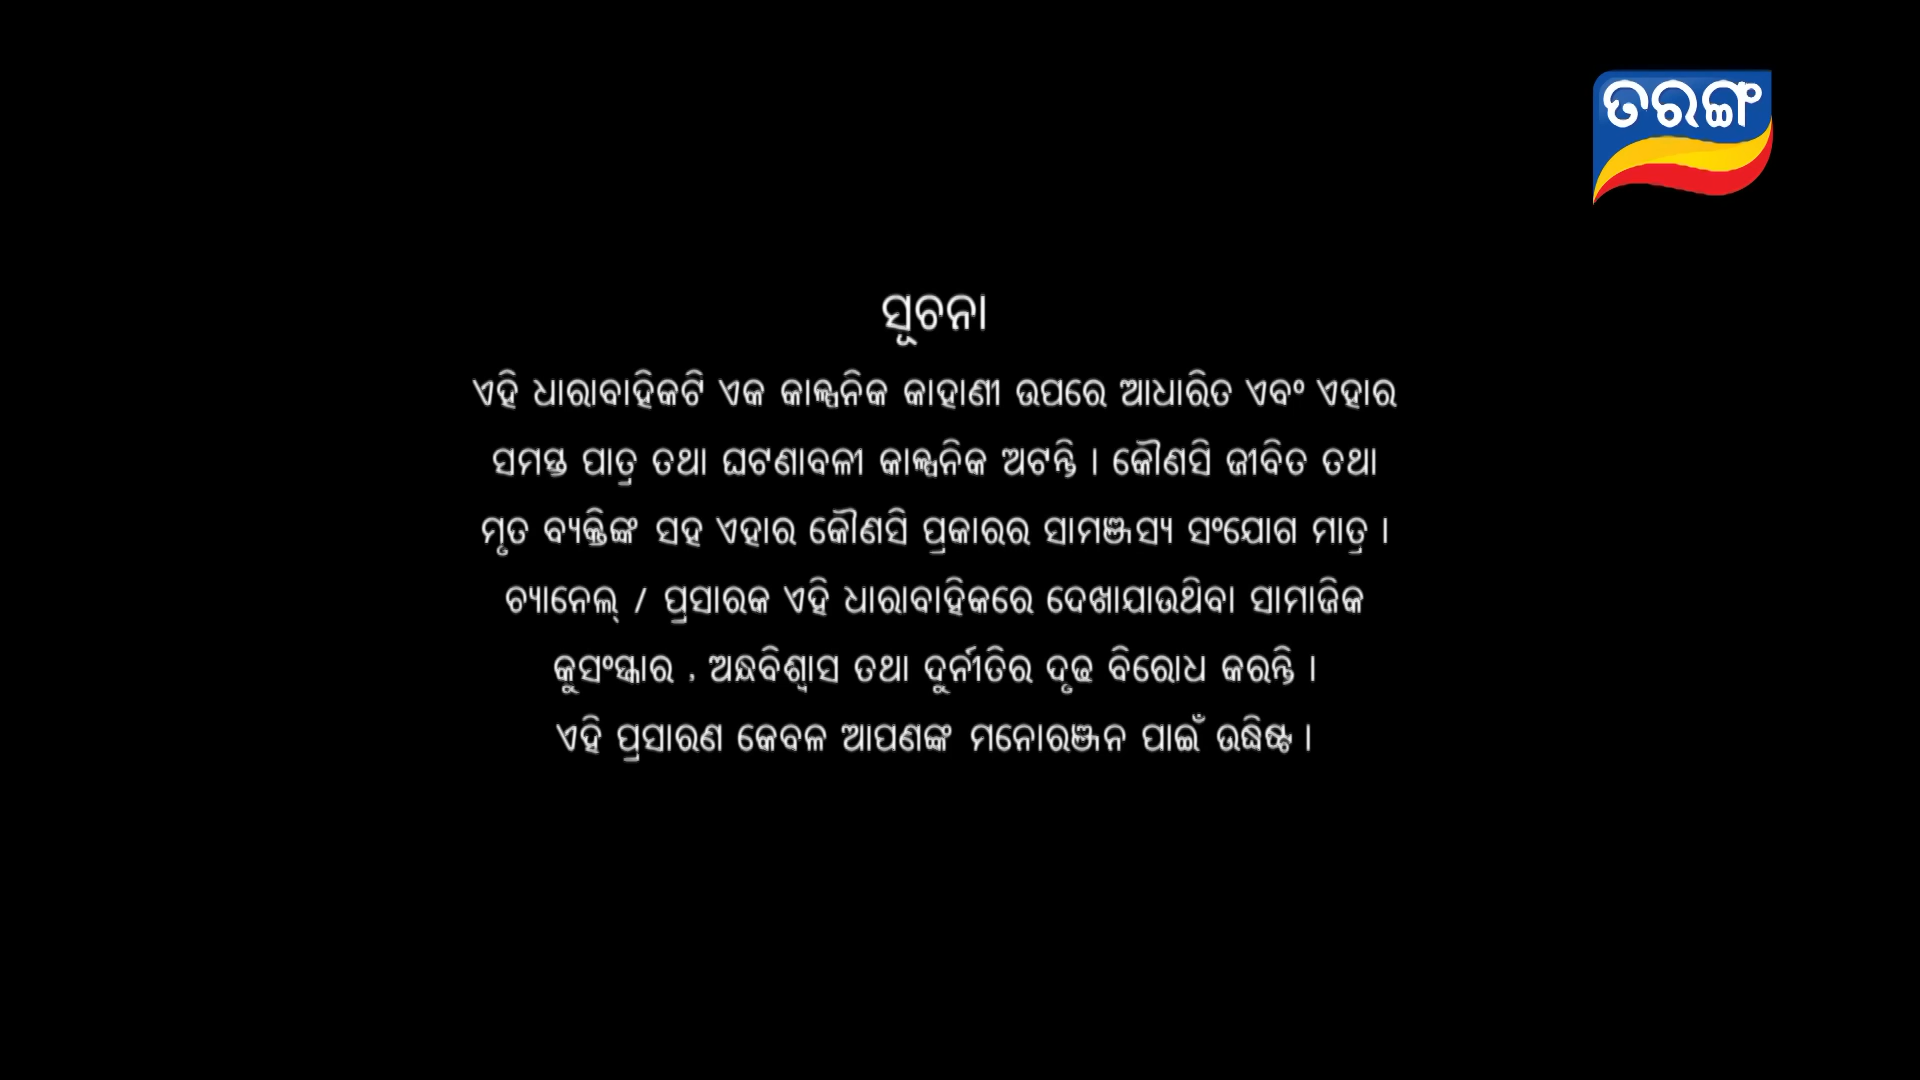 ତରଙ୍ଗ
ସୂଚନା
ଏହି ଧାରାବାହିକଟି ଏକ କାଳ୍ପନିକ କାହାଣୀ ଉପରେ ଆଧାରିତ ଏବଂ ଏହାର
ସମସ୍ତ ପାତ୍ର ତଥା ଘଟଣାବଳୀ କାଳ୍ପନିକ ଅଟନ୍ତି । କୌଣସି ଜୀବିତ ତଥା
ମୃତ ବ୍ୟକ୍ତିଙ୍କ ସହ ଏହାର କୌଣସି ପ୍ରକାରର ସାମଞ୍ଜସ୍ୟ ସଂଯୋଗ ମାତ୍ର ।
ଚ୍ୟାନେଲ୍ / ପ୍ରସାରକ ଏହି ଧାରାବାହିକରେ ଦେଖାଯାଉଥିବା ସାମାଜିକ
କୁସଂସ୍କାର , ଅନ୍ଧବିଶ୍ୱାସ ତଥା ଦୁର୍ନୀତିର ଦୃଢ ବିରୋଧ କରନ୍ତି ।
ଏହି ପ୍ରସାରଣ କେବଳ ଆପଣଙ୍କ ମନୋରଞ୍ଜନ ପାଇଁ ଉଦ୍ଧିଷ୍ଟ ।